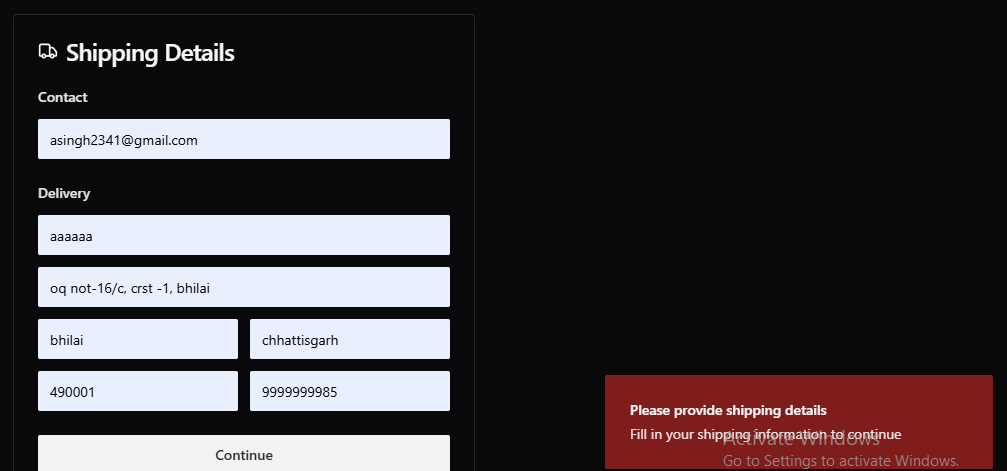 Shipping Details
Contact
asingh2341@gmail.com
Delivery
aaaaaa
oq not-16/c, crst -1, bhilai
bhilai
chhattisgarh
490001
9999999985
Continue
Please provide shipping details
Fill in your shipping information to continue
Activate Windows
Go to Settings to activate Windows.